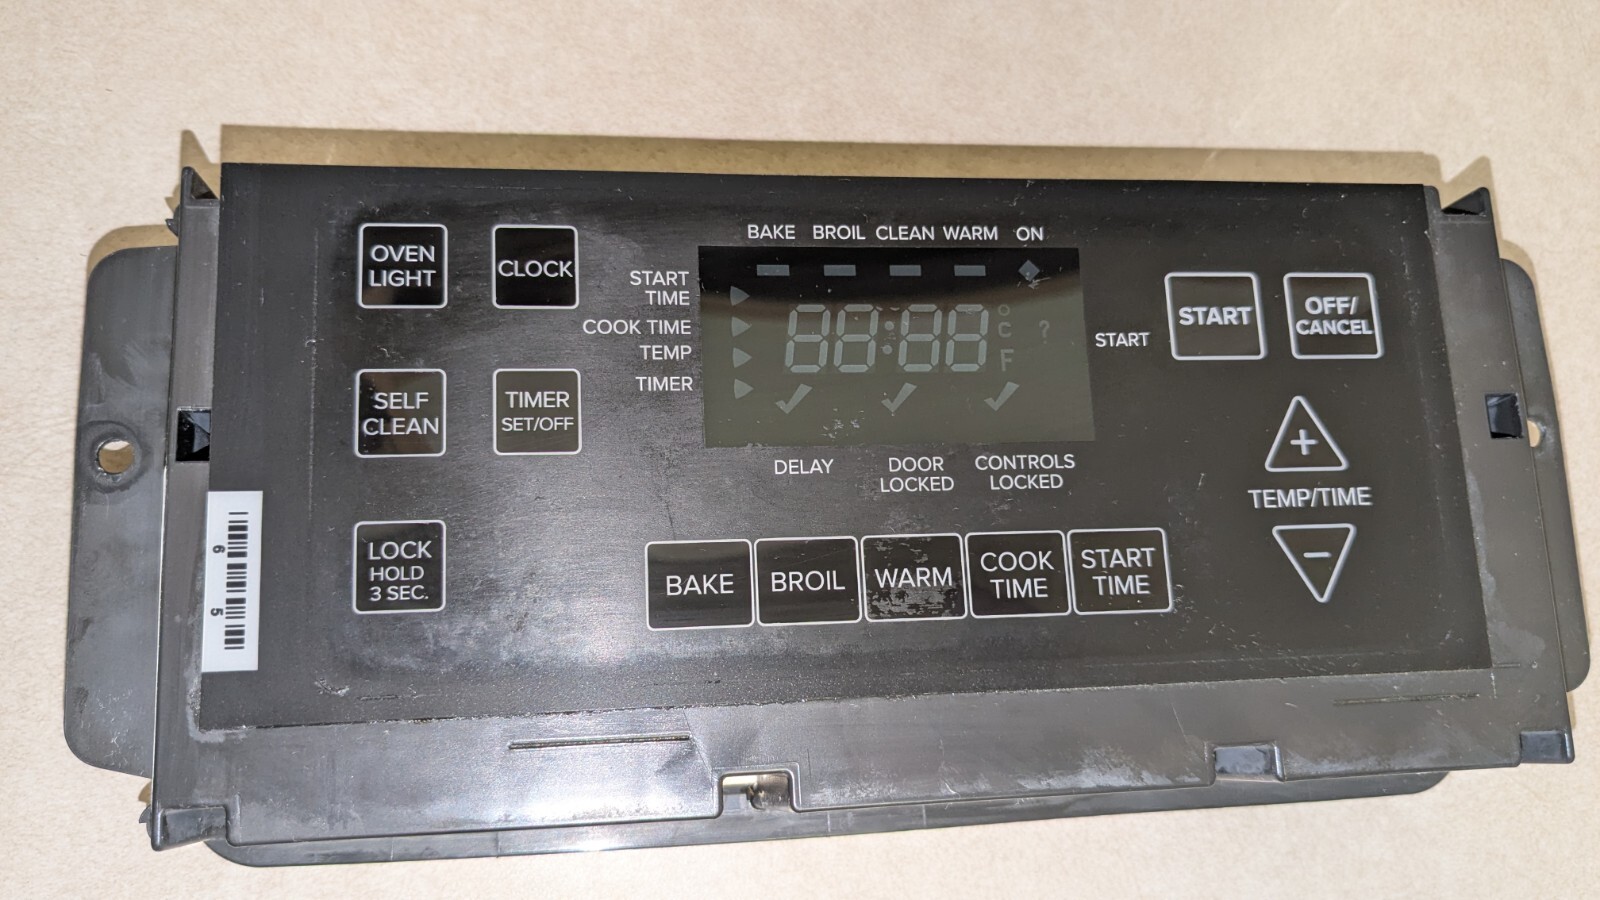 BAKE BROIL CLEAN WARM ON
OVEN
LIGHT
CLOCK
START
TIME
COOK TIME
TEMP
TIMER
88:88
° C F ?
START
START
OFF/
CANCEL
SELF
CLEAN
TIMER
SET/OFF
DELAY
DOOR
LOCKED
CONTROLS
LOCKED
+
TEMP/TIME
−
LOCK
HOLD
3 SEC.
BAKE
BROIL
WARM
COOK
TIME
START
TIME
6 5